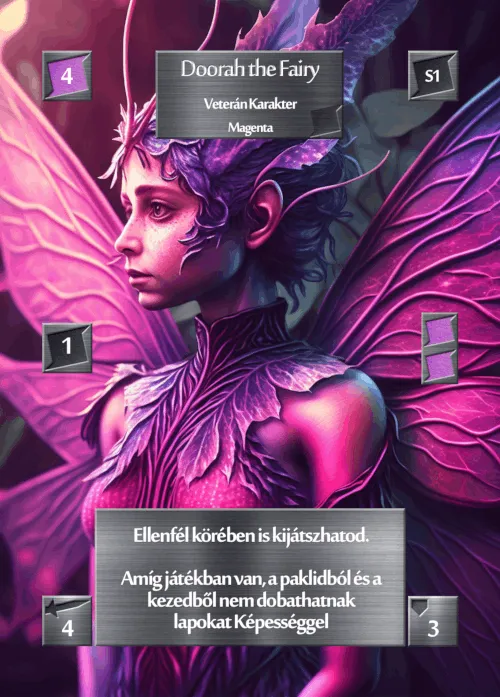 4
Doorah the Fairy
S1
Veterán Karakter
Magenta
1
Ellenfél körében is kijátszhatod.
Amíg játékban van, a paklidból és a
kezedből nem dobathatnak
lapokat Képességgel
4
3